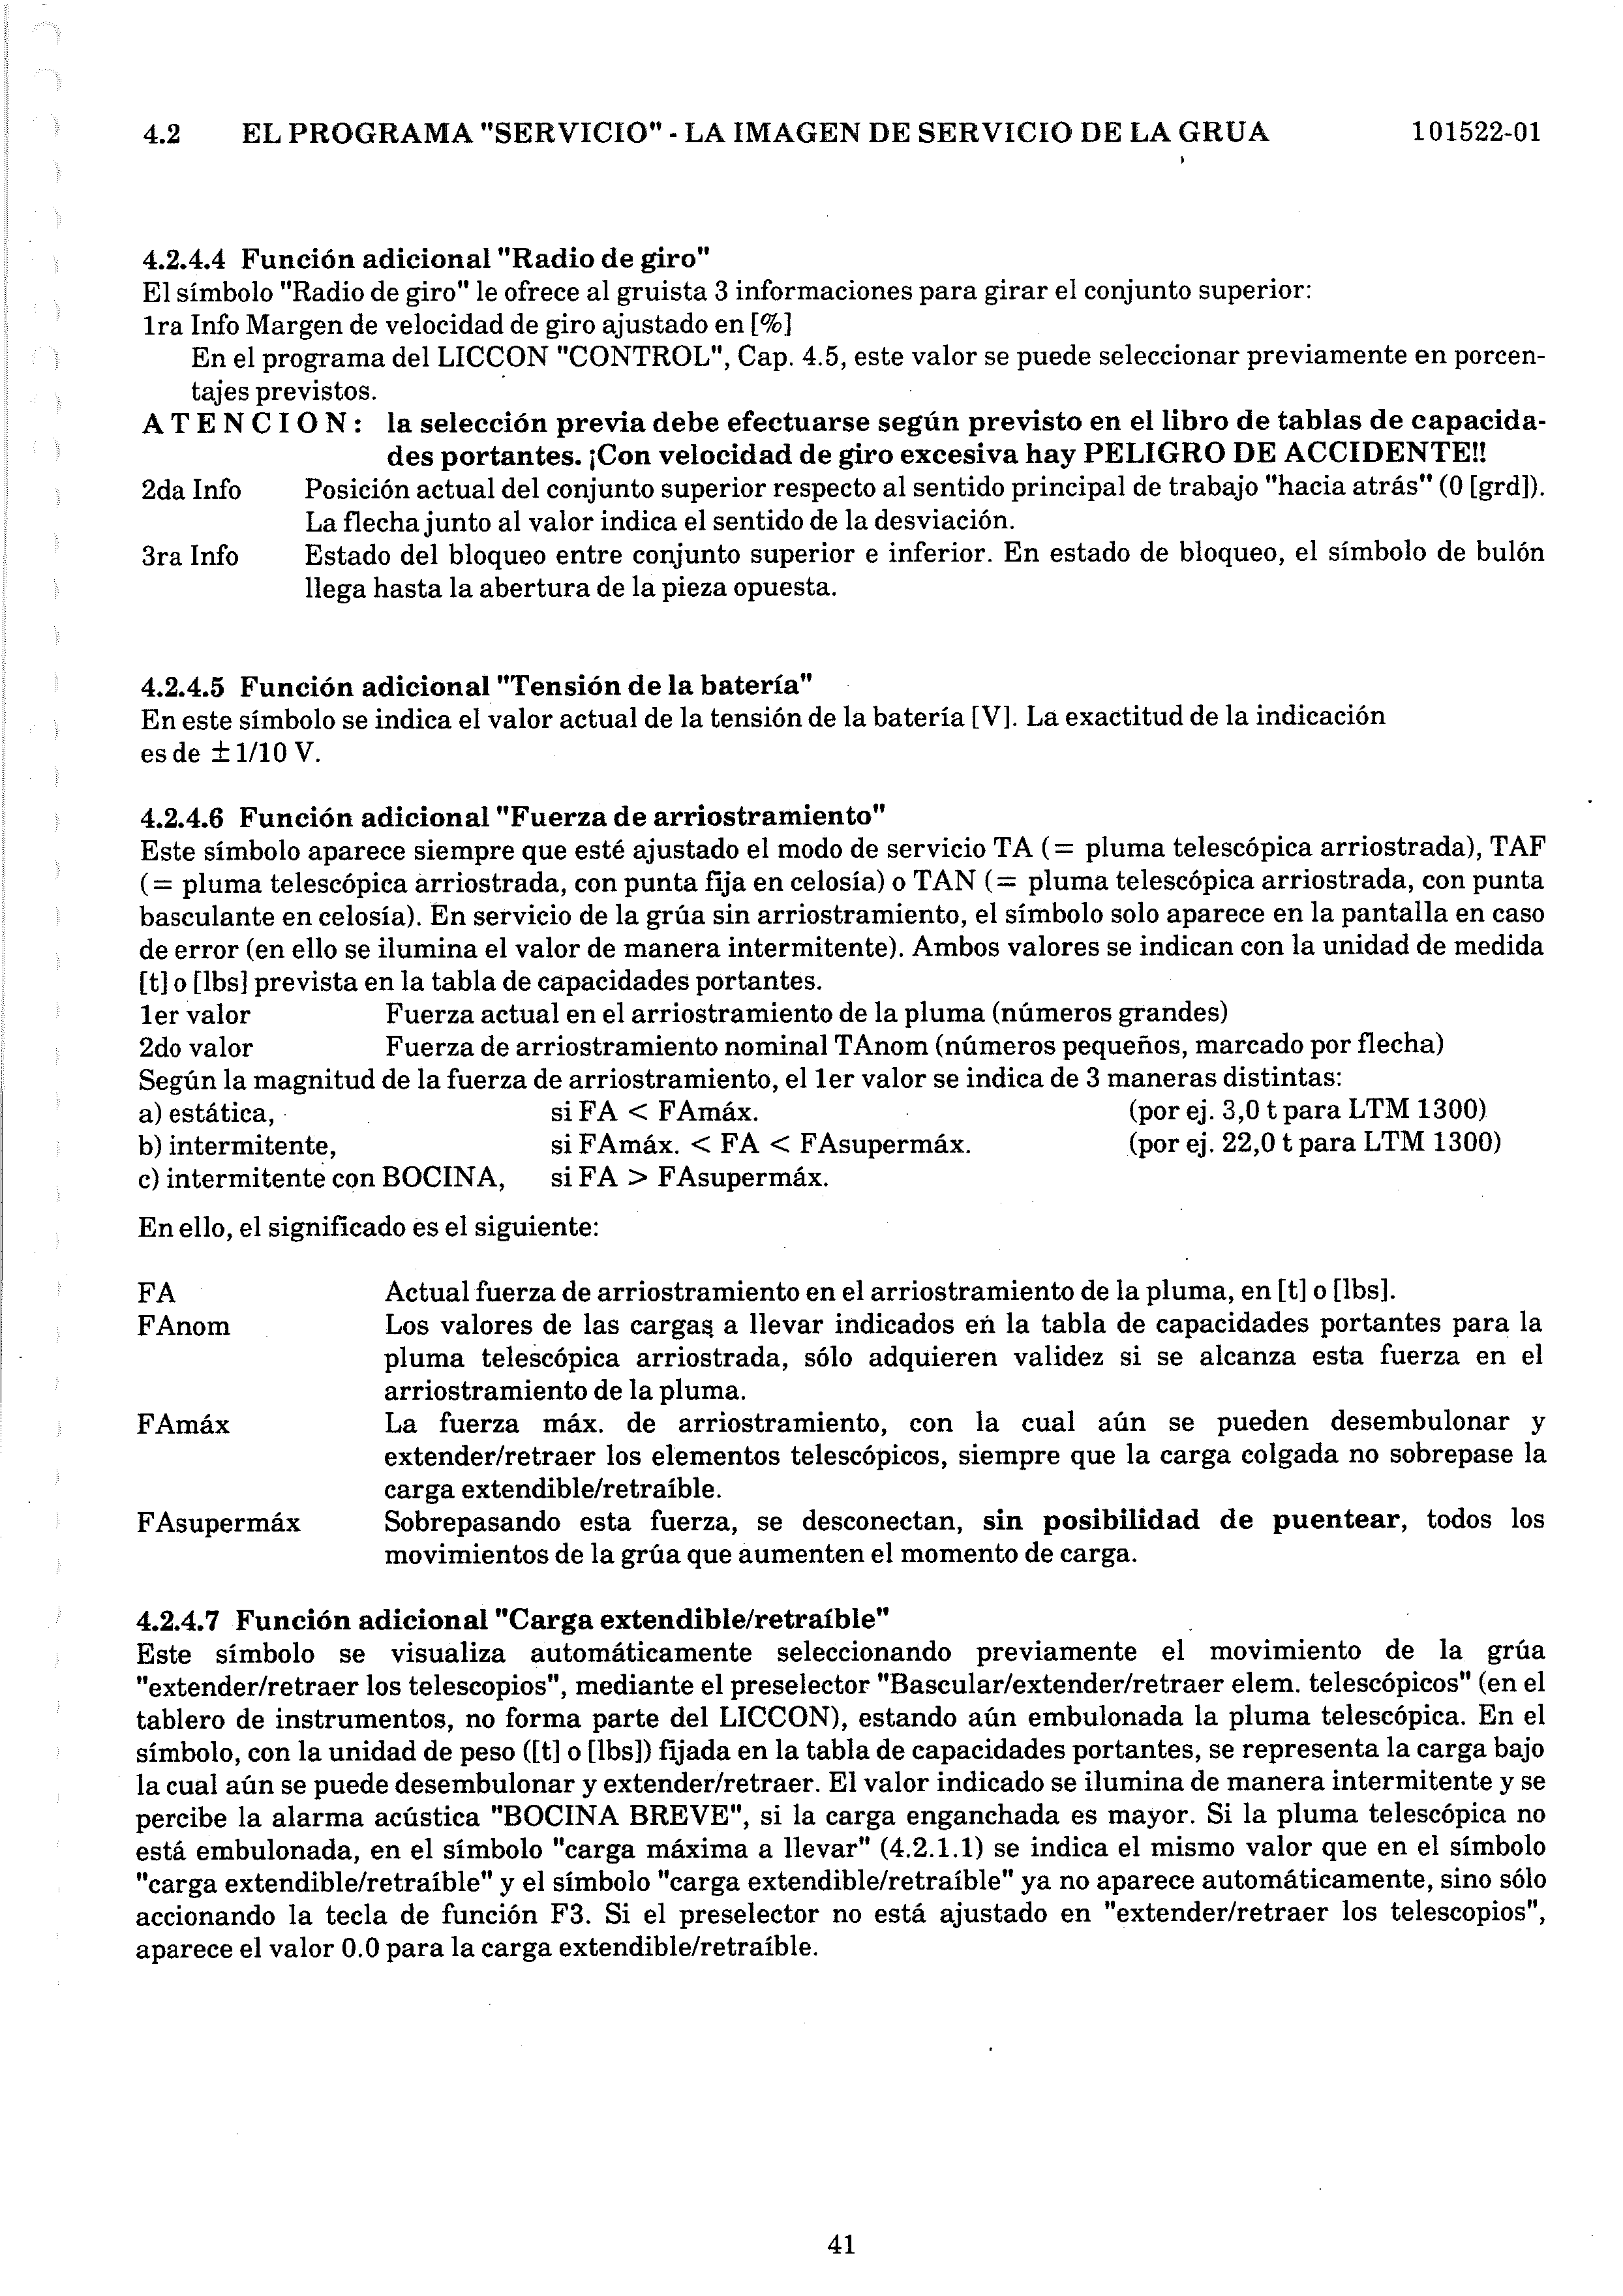 4.2 EL PROGRAMA "SERVICIO" - LA IMAGEN DE SERVICIO DE LA GRUA 101522-01
4.2.4.4 Función adicional "Radio de giro"
El símbolo "Radio de giro" le ofrece al gruista 3 informaciones para girar el conjunto superior:
1ra Info Margen de velocidad de giro ajustado en [%]
En el programa del LICCON "CONTROL", Cap. 4.5, este valor se puede seleccionar previamente en porcen-
tajes previstos.
A T E N C I O N : la selección previa debe efectuarse según previsto en el libro de tablas de capacida-
des portantes. ¡Con velocidad de giro excesiva hay PELIGRO DE ACCIDENTE!!
2da Info Posición actual del conjunto superior respecto al sentido principal de trabajo "hacia atrás" (0 [grd]).
La flecha junto al valor indica el sentido de la desviación.
3ra Info Estado del bloqueo entre conjunto superior e inferior. En estado de bloqueo, el símbolo de bulón
llega hasta la abertura de la pieza opuesta.
4.2.4.5 Función adicional "Tensión de la batería"
En este símbolo se indica el valor actual de la tensión de la batería [V]. La exactitud de la indicación
es de ±1/10 V.
4.2.4.6 Función adicional "Fuerza de arriostramiento"
Este símbolo aparece siempre que esté ajustado el modo de servicio TA (= pluma telescópica arriostrada), TAF
(= pluma telescópica arriostrada, con punta fija en celosía) o TAN (= pluma telescópica arriostrada, con punta
basculante en celosía). En servicio de la grúa sin arriostramiento, el símbolo solo aparece en la pantalla en caso
de error (en ello se ilumina el valor de manera intermitente). Ambos valores se indican con la unidad de medida
[t] o [lbs] prevista en la tabla de capacidades portantes.
1er valor Fuerza actual en el arriostramiento de la pluma (números grandes)
2do valor Fuerza de arriostramiento nominal TAnom (números pequeños, marcado por flecha)
Según la magnitud de la fuerza de arriostramiento, el 1er valor se indica de 3 maneras distintas:
a) estática, si FA < FAmáx. (por ej. 3,0 t para LTM 1300)
b) intermitente, si FAmáx. < FA < FAsupermáx. (por ej. 22,0 t para LTM 1300)
c) intermitente con BOCINA, si FA > FAsupermáx.
En ello, el significado es el siguiente:
FA Actual fuerza de arriostramiento en el arriostramiento de la pluma, en [t] o [lbs].
FAnom Los valores de las cargas a llevar indicados en la tabla de capacidades portantes para la
pluma telescópica arriostrada, sólo adquieren validez si se alcanza esta fuerza en el
arriostramiento de la pluma.
FAmáx La fuerza máx. de arriostramiento, con la cual aún se pueden desembulonar y
extender/retraer los elementos telescópicos, siempre que la carga colgada no sobrepase la
carga extendible/retraíble.
FAsupermáx Sobrepasando esta fuerza, se desconectan, sin posibilidad de puentear, todos los
movimientos de la grúa que aumenten el momento de carga.
4.2.4.7 Función adicional "Carga extendible/retraíble"
Este símbolo se visualiza automáticamente seleccionando previamente el movimiento de la grúa
"extender/retraer los telescopios", mediante el preselector "Bascular/extender/retraer elem. telescópicos" (en el
tablero de instrumentos, no forma parte del LICCON), estando aún embulonada la pluma telescópica. En el
símbolo, con la unidad de peso ([t] o [lbs]) fijada en la tabla de capacidades portantes, se representa la carga bajo
la cual aún se puede desembulonar y extender/retraer. El valor indicado se ilumina de manera intermitente y se
percibe la alarma acústica "BOCINA BREVE", si la carga enganchada es mayor. Si la pluma telescópica no
está embulonada, en el símbolo "carga máxima a llevar" (4.2.1.1) se indica el mismo valor que en el símbolo
"carga extendible/retraíble" y el símbolo "carga extendible/retraíble" ya no aparece automáticamente, sino sólo
accionando la tecla de función F3. Si el preselector no está ajustado en "extender/retraer los telescopios",
aparece el valor 0.0 para la carga extendible/retraíble.
41